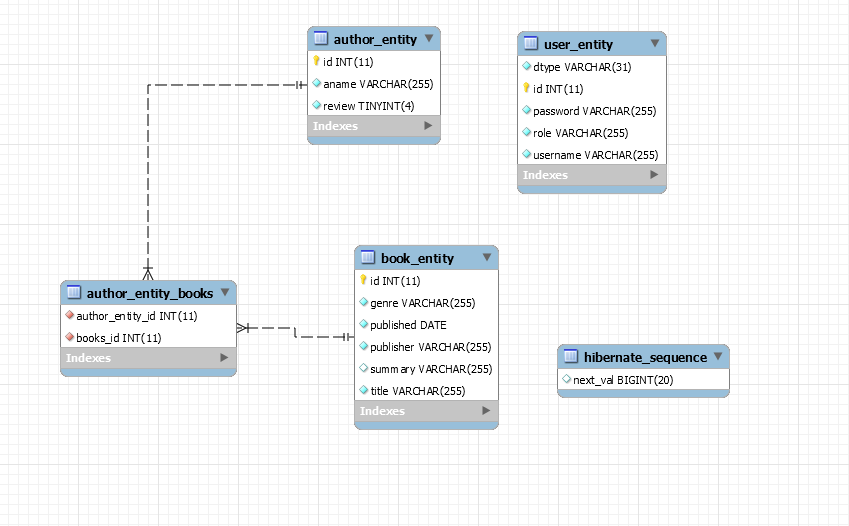 author_entity
id INT(11)
aname VARCHAR(255)
review TINYINT(4)
Indexes
user_entity
dtype VARCHAR(31)
id INT(11)
password VARCHAR(255)
role VARCHAR(255)
username VARCHAR(255)
Indexes
author_entity_books
author_entity_id INT(11)
books_id INT(11)
Indexes
book_entity
id INT(11)
genre VARCHAR(255)
published DATE
publisher VARCHAR(255)
summary VARCHAR(255)
title VARCHAR(255)
Indexes
hibernate_sequence
next_val BIGINT(20)